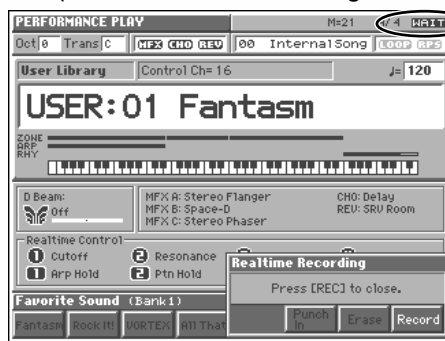 PERFORMANCE PLAY M=21 4/ 4 WAIT
Oct 0 Trans C MFX CHO REV 00 InternalSong LOOP RPS
User Library Control Ch= 16 ♩= 120
USER:01 Fantasm
ZONE
ARP
RHY
D Beam: MFX A: Stereo Flanger CHO: Delay
Off MFX B: Space-D REV: SRV Room
MFX C: Stereo Phaser
Realtime Control
1 Cutoff 2 Resonance
1 Arp Hold 2 Ptn Hold
Realtime Recording
Press [REC] to close.
Punch In Erase Record
Favorite Sound (Bank1)
Fantasm Rock It! VORTEX All That